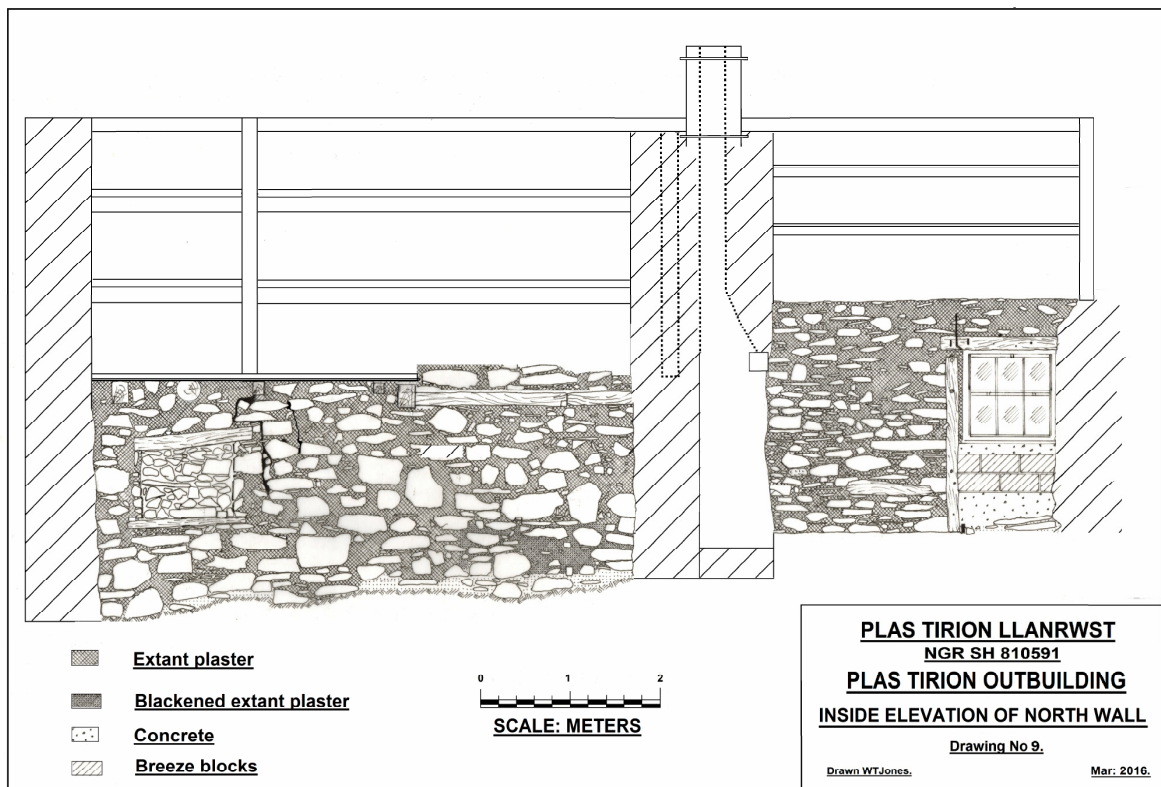 Extant plaster
Blackened extant plaster
Concrete
Breeze blocks
0 1 2
SCALE: METERS
PLAS TIRION LLANRWST
NGR SH 810591
PLAS TIRION OUTBUILDING
INSIDE ELEVATION OF NORTH WALL
Drawing No 9.
Drawn WTJones. Mar: 2016.